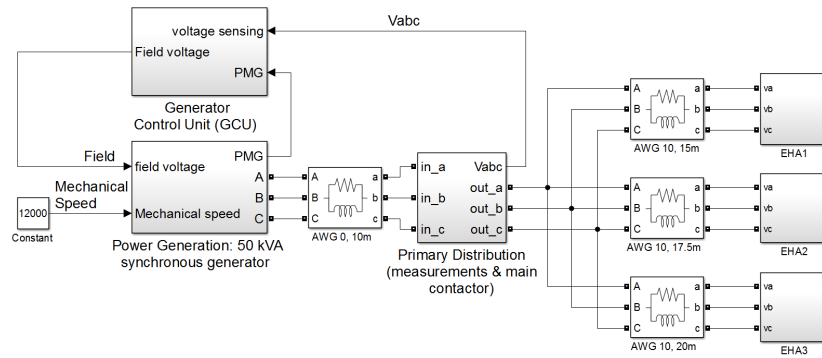 Vabc
voltage sensing
Field voltage
PMG
Generator
Control Unit (GCU)
Field
Mechanical
Speed
12000
Constant
field voltage
Mechanical speed
PMG
A
B
C
Power Generation: 50 kVA
synchronous generator
A
B
C
a
b
c
AWG 0, 10m
in_a
in_b
in_c
Vabc
out_a
out_b
out_c
Primary Distribution
(measurements & main
contactor)
A
B
C
a
b
c
AWG 10, 15m
va
vb
vc
EHA1
A
B
C
a
b
c
AWG 10, 17.5m
va
vb
vc
EHA2
A
B
C
a
b
c
AWG 10, 20m
va
vb
vc
EHA3